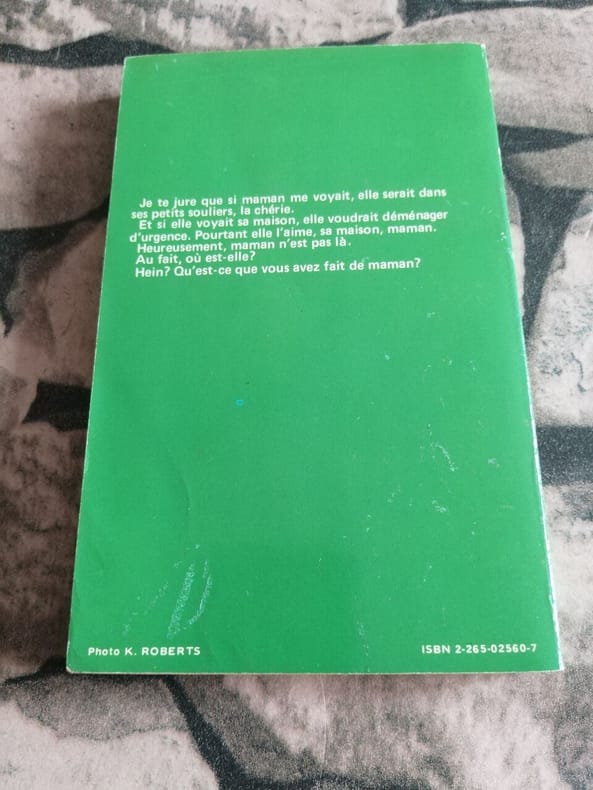 Je te jure que si maman me voyait, elle serait dans
ses petits souliers, la chérie.
Et si elle voyait sa maison, elle voudrait déménager
d'urgence. Pourtant elle l'aime, sa maison, maman.
Heureusement, maman n'est pas là.
Au fait, où est-elle?
Hein? Qu'est-ce que vous avez fait de maman?
Photo K. ROBERTS
ISBN 2-265-02560-7